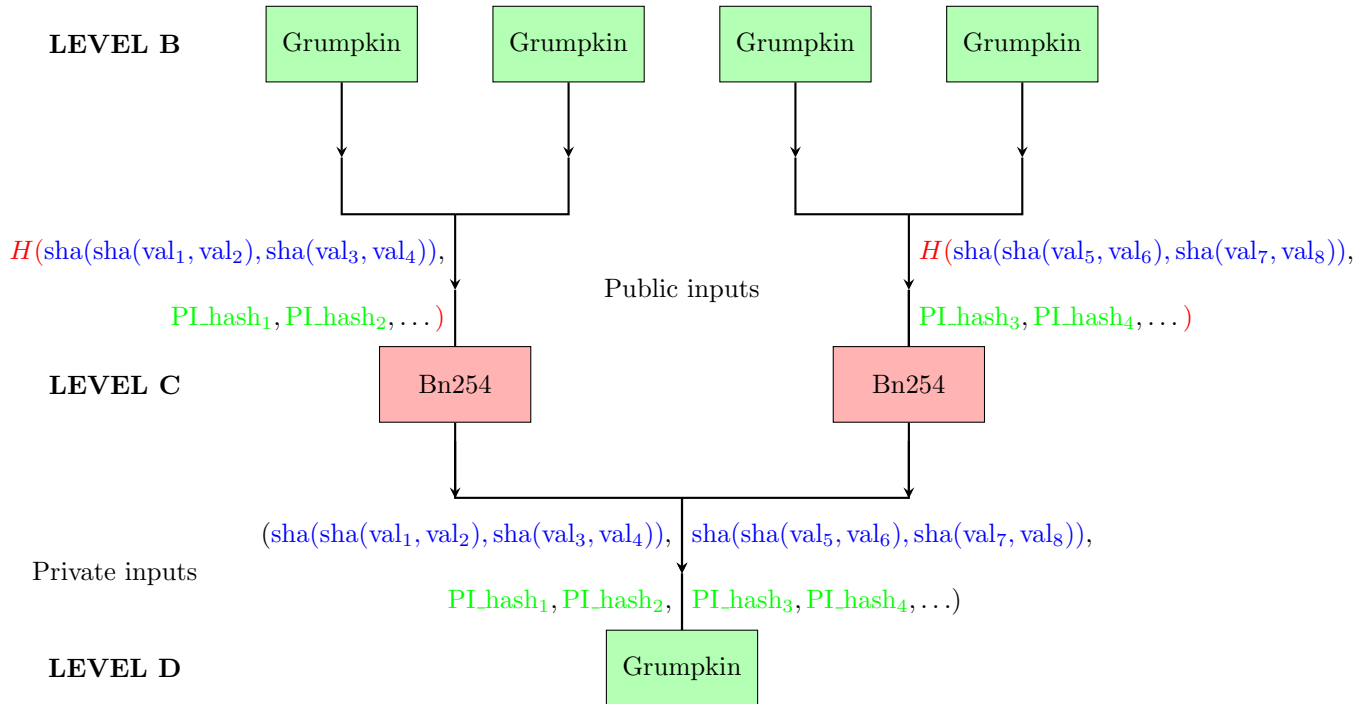 LEVEL B Grumpkin Grumpkin Grumpkin Grumpkin
H(sha(sha(val₁, val₂), sha(val₃, val₄)), H(sha(sha(val₅, val₆), sha(val₇, val₈)),
Public inputs
PI_hash₁, PI_hash₂, …) PI_hash₃, PI_hash₄, …)
LEVEL C Bn254 Bn254
(sha(sha(val₁, val₂), sha(val₃, val₄)), sha(sha(val₅, val₆), sha(val₇, val₈)),
Private inputs
PI_hash₁, PI_hash₂, PI_hash₃, PI_hash₄, …)
LEVEL D Grumpkin